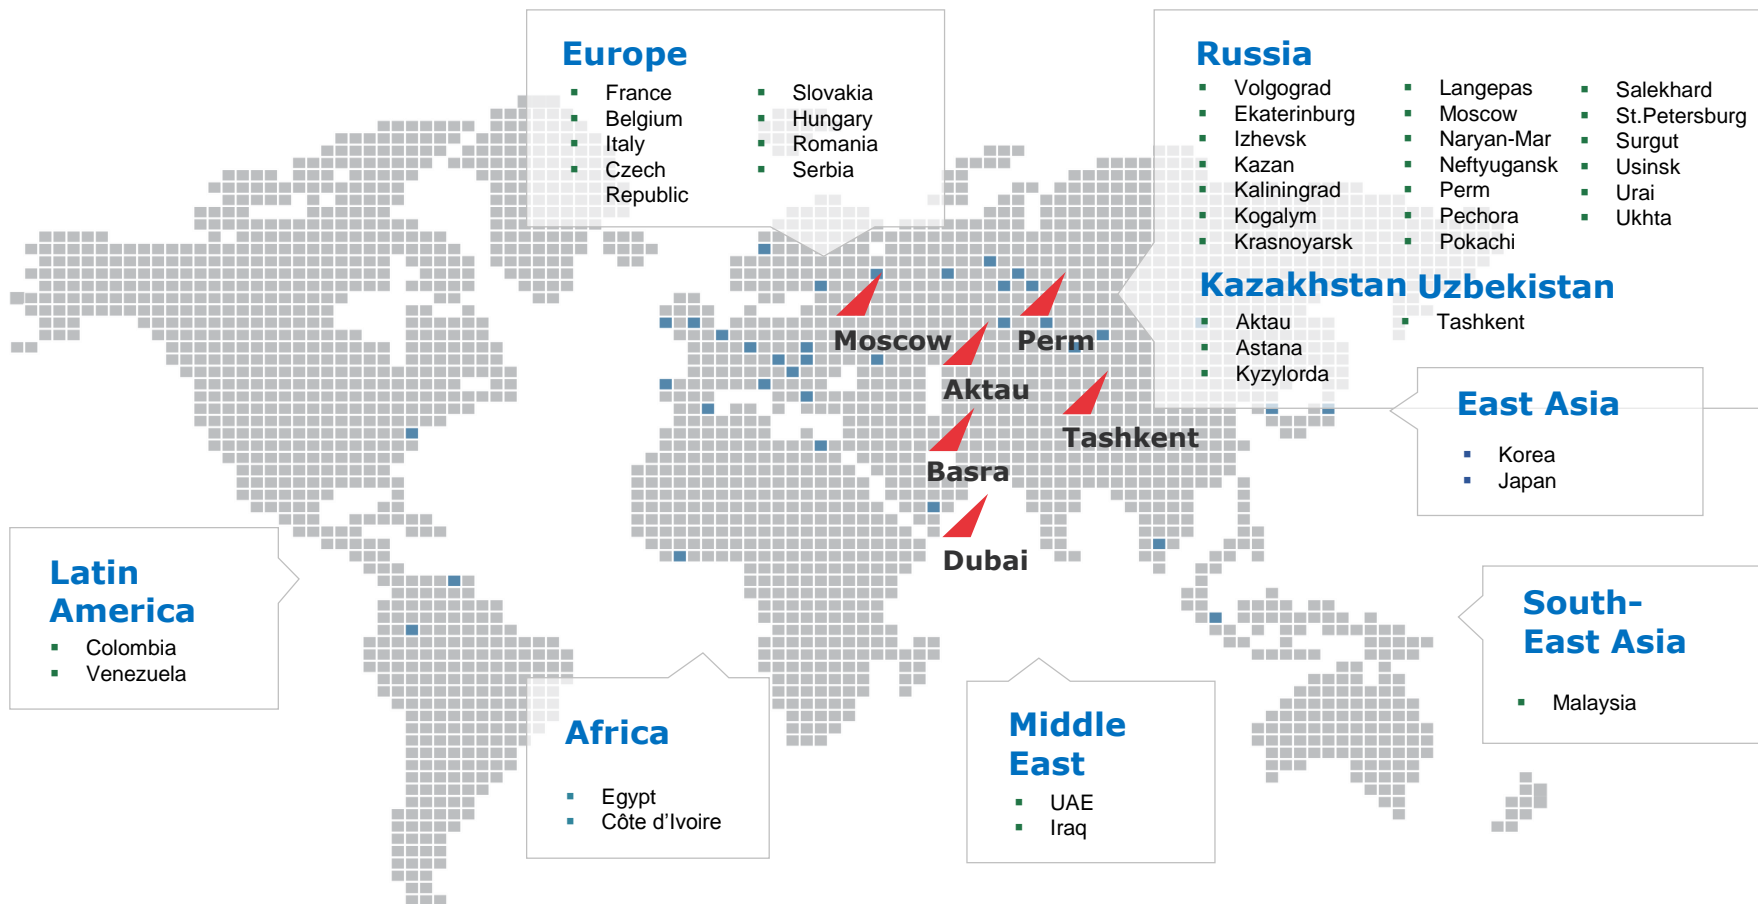 Europe
France
Belgium
Italy
Czech
Republic
Slovakia
Hungary
Romania
Serbia
Russia
Volgograd
Ekaterinburg
Izhevsk
Kazan
Kaliningrad
Kogalym
Krasnoyarsk
Langepas
Moscow
Naryan-Mar
Neftyugansk
Perm
Pechora
Pokachi
Salekhard
St.Petersburg
Surgut
Usinsk
Urai
Ukhta
Kazakhstan
Aktau
Astana
Kyzylorda
Uzbekistan
Tashkent
Moscow
Perm
Aktau
Tashkent
Basra
Dubai
East Asia
Korea
Japan
Latin
America
Colombia
Venezuela
South-
East Asia
Malaysia
Africa
Egypt
Côte d’Ivoire
Middle
East
UAE
Iraq